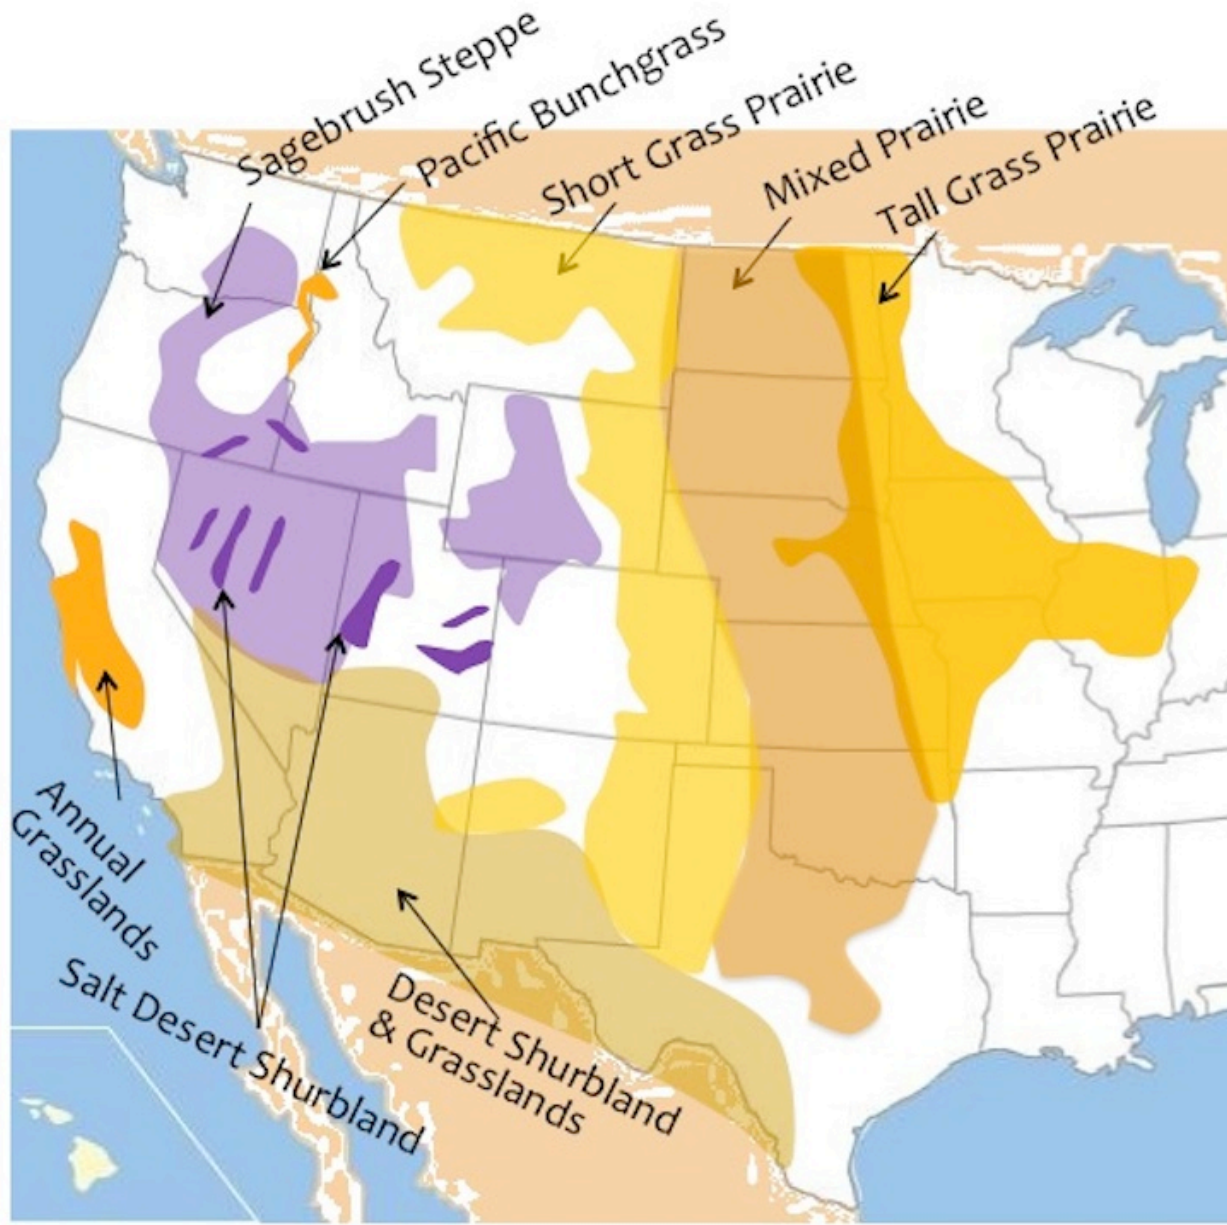 Sagebrush Steppe
Pacific Bunchgrass
Short Grass Prairie
Mixed Prairie
Tall Grass Prairie
Annual
Grasslands
Salt Desert Shurbland
Desert Shurbland
& Grasslands